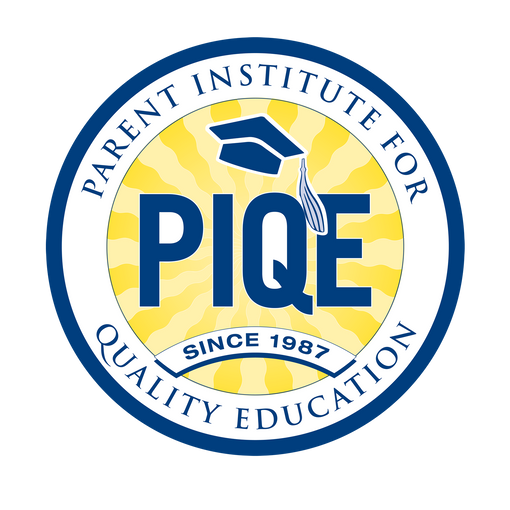 PARENT INSTITUTE FOR
PIQE
SINCE 1987
QUALITY EDUCATION